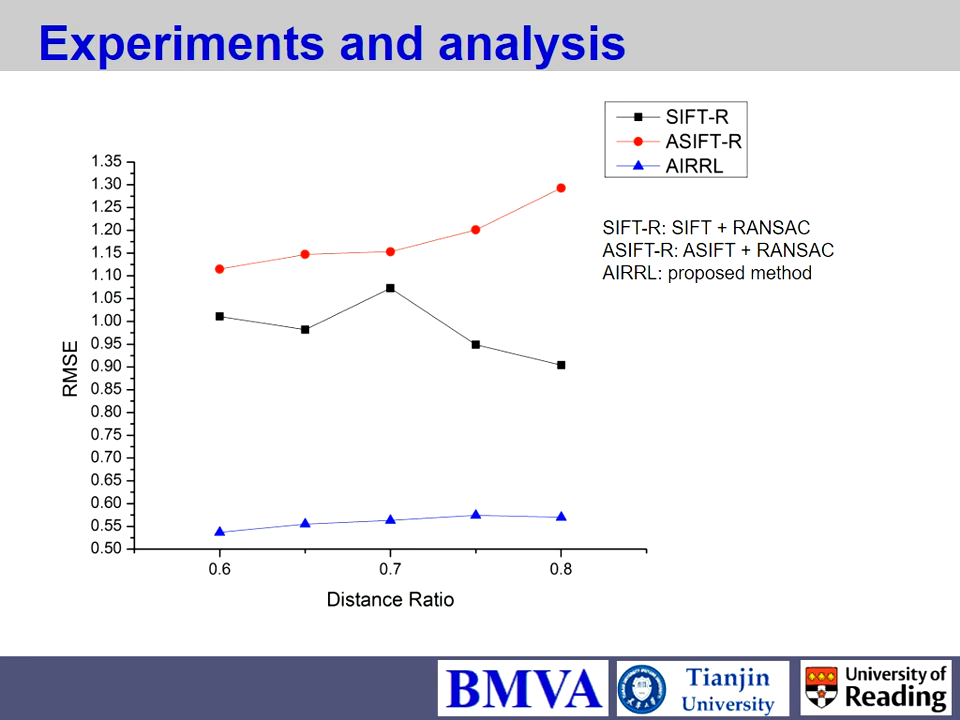 Experiments and analysis
SIFT-R
ASIFT-R
AIRRL
SIFT-R: SIFT + RANSAC
ASIFT-R: ASIFT + RANSAC
AIRRL: proposed method
1.35
1.30
1.25
1.20
1.15
1.10
1.05
1.00
0.95
0.90
0.85
0.80
0.75
0.70
0.65
0.60
0.55
0.50
RMSE
0.6 0.7 0.8
Distance Ratio
BMVA
Tianjin
University
University of
Reading